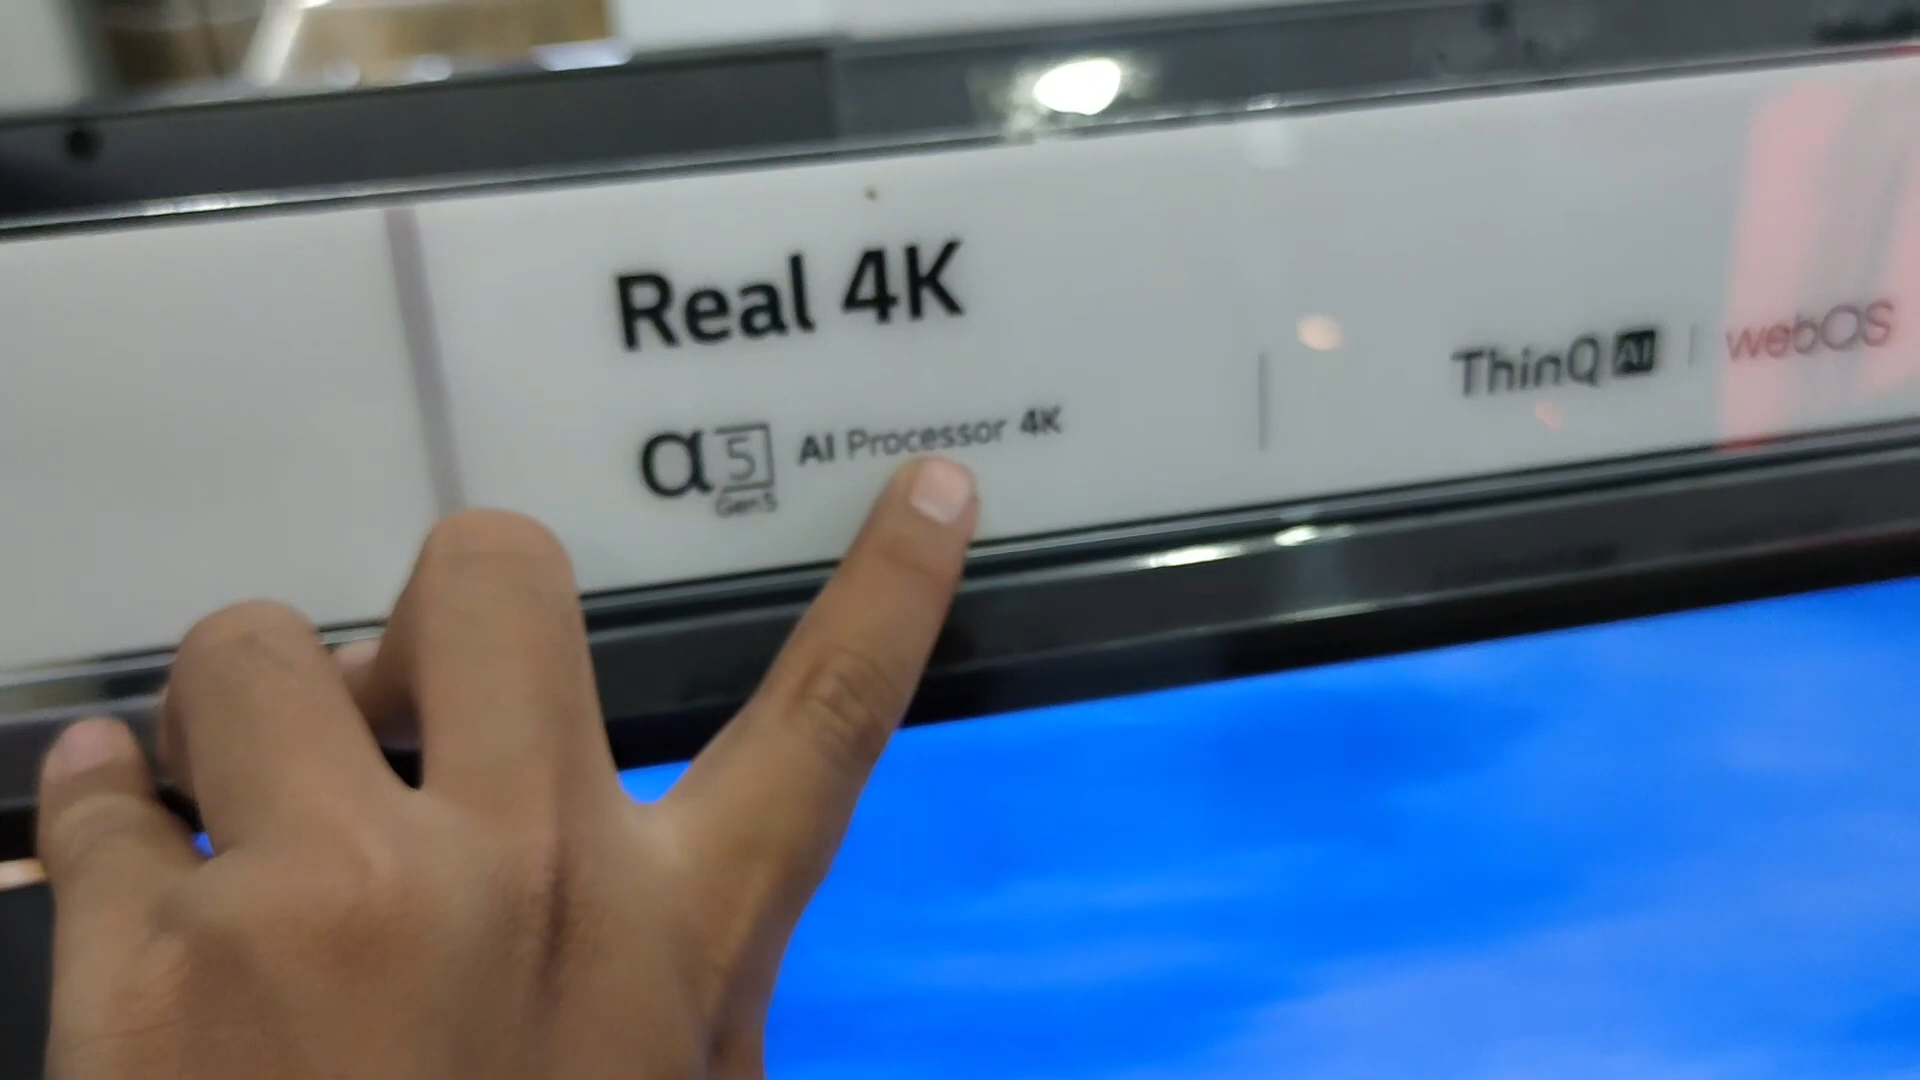 Real 4K
α5 AI Processor 4K
Gen5
ThinQ AI | webOS